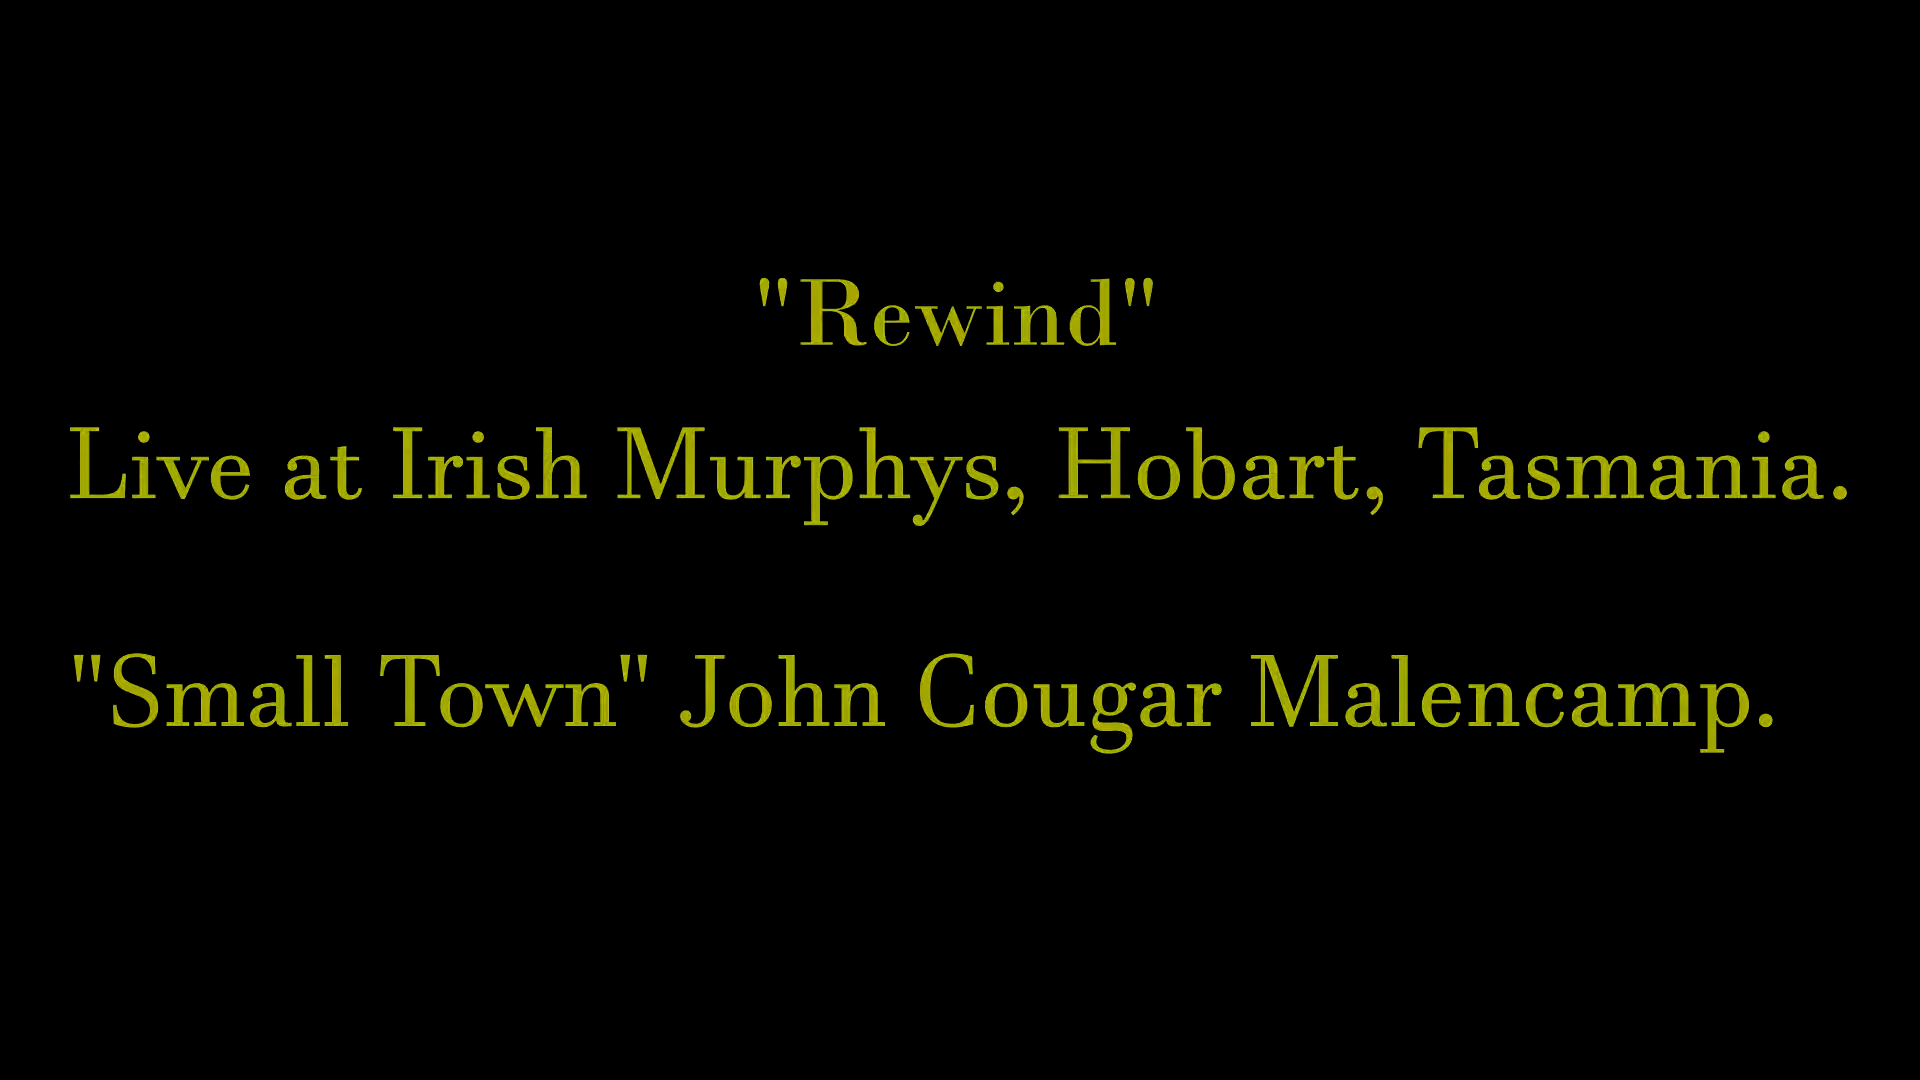 "Rewind"
Live at Irish Murphys, Hobart, Tasmania.
"Small Town" John Cougar Malencamp.